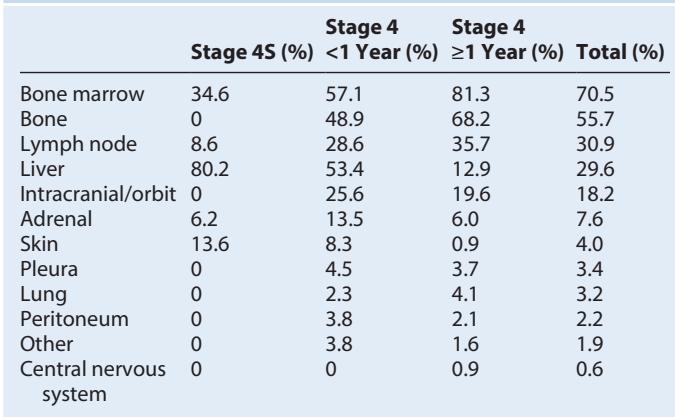 Stage 4 Stage 4
Stage 4S (%) <1 Year (%) ≥1 Year (%) Total (%)
Bone marrow 34.6 57.1 81.3 70.5
Bone 0 48.9 68.2 55.7
Lymph node 8.6 28.6 35.7 30.9
Liver 80.2 53.4 12.9 29.6
Intracranial/orbit 0 25.6 19.6 18.2
Adrenal 6.2 13.5 6.0 7.6
Skin 13.6 8.3 0.9 4.0
Pleura 0 4.5 3.7 3.4
Lung 0 2.3 4.1 3.2
Peritoneum 0 3.8 2.1 2.2
Other 0 3.8 1.6 1.9
Central nervous 0 0 0.9 0.6
system